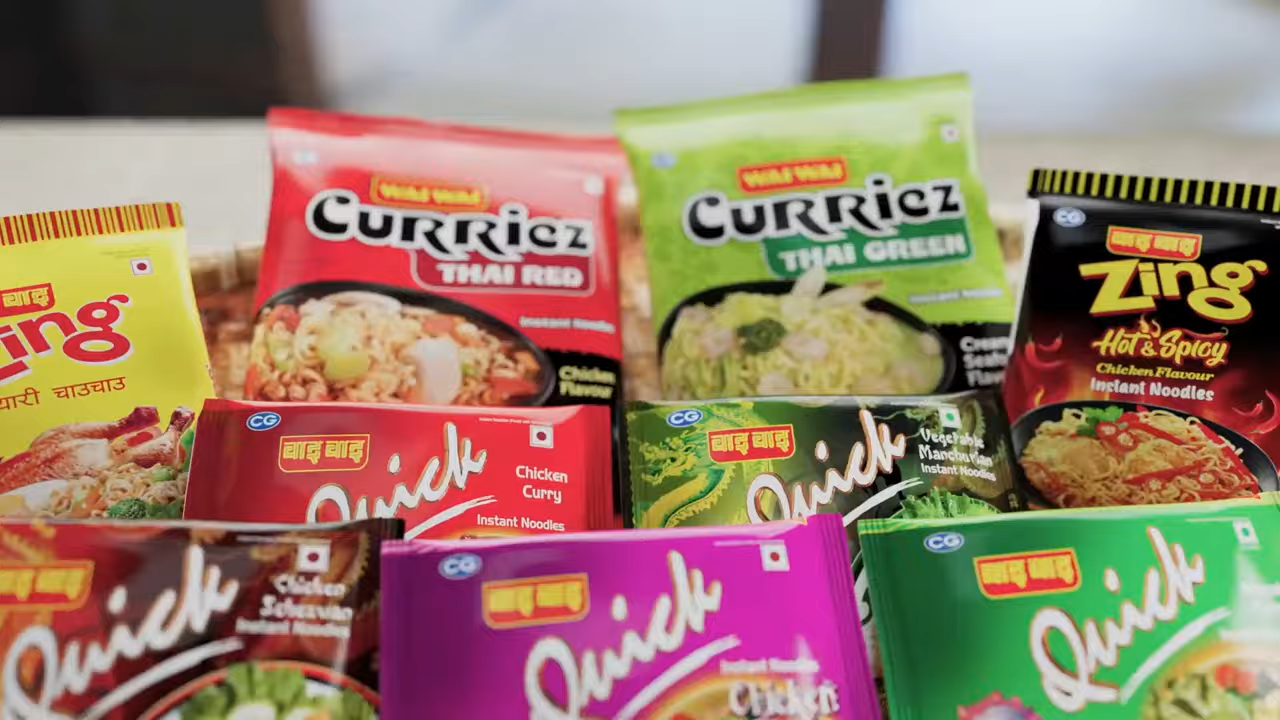 WAI WAI
CURRiez
THAI RED
Instant Noodles
Chicken
Flavour
WAI WAI
CURRiez
THAI GREEN
Instant Noodles
CG
वाइ वाइ
Zing
Hot & Spicy
Chicken Flavour
Instant Noodles
वाइ
Zing
चाउचाउ
CG
वाइ वाइ
Quick
Chicken
Curry
Instant Noodles
CG
वाइ वाइ
Quick
Vegetable
Manchurian
Instant Noodles
वाइ वाइ
Quick
Chicken
Schezwan
Instant Noodles
CG
वाइ वाइ
Quick
Instant Noodles
Chicken
CG
वाइ वाइ
Quick